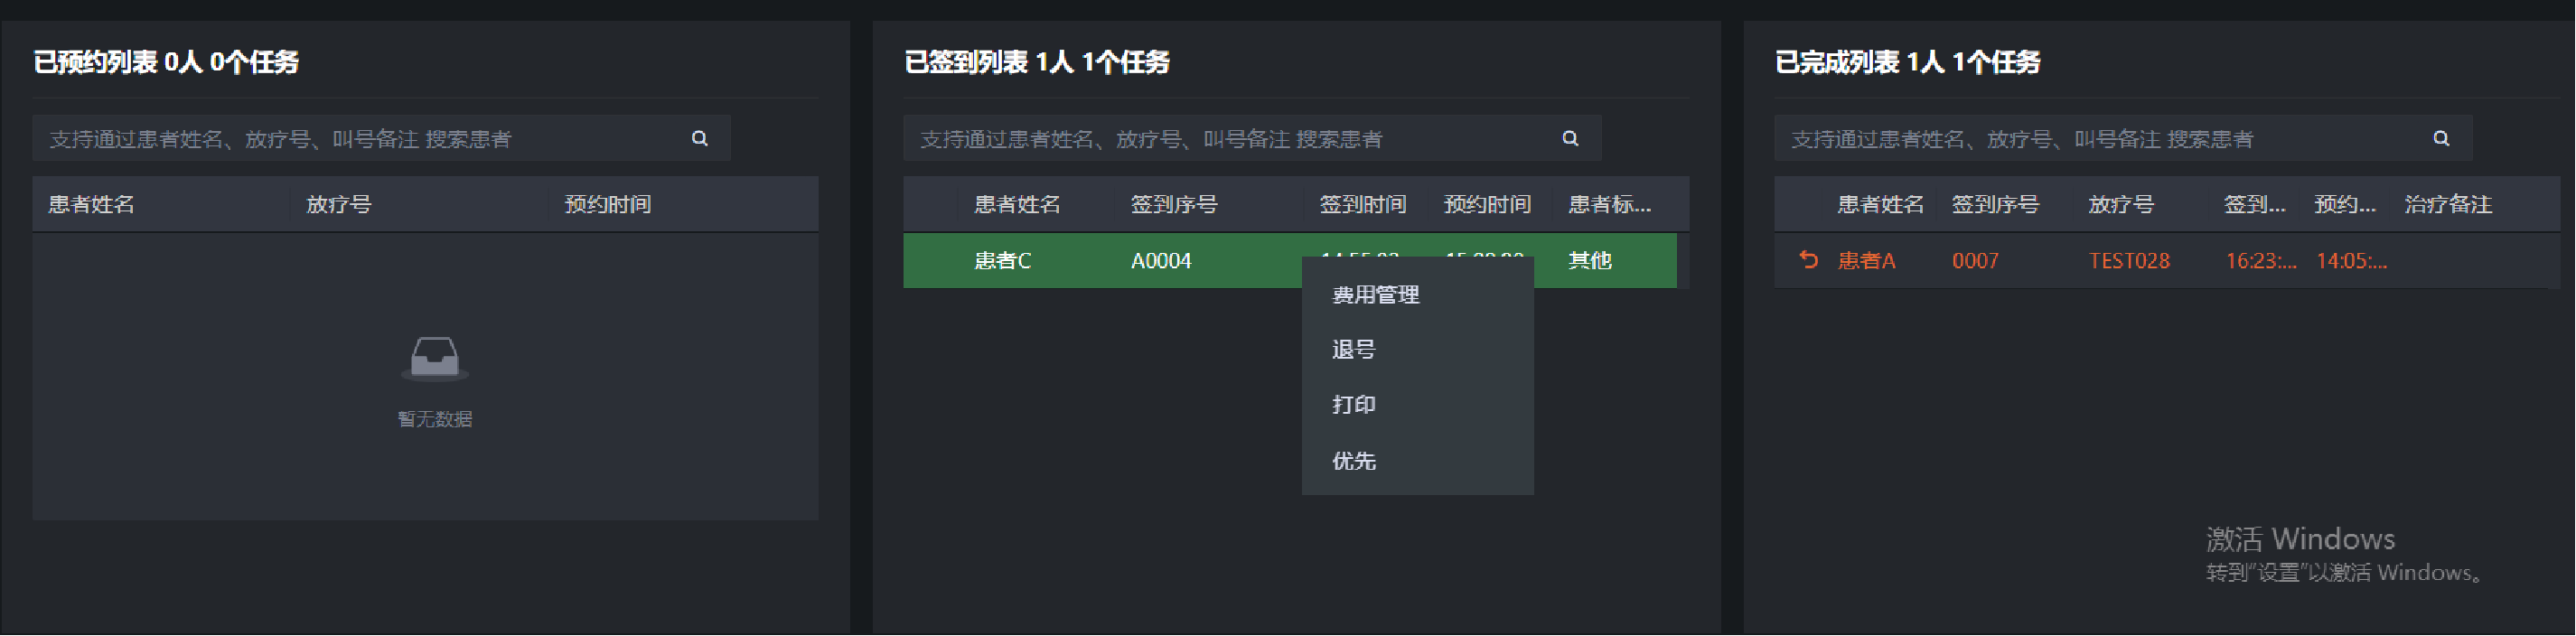 已预约列表 0人 0个任务
支持通过患者姓名、放疗号、叫号备注 搜索患者
患者姓名 放疗号 预约时间
暂无数据
已签到列表 1人 1个任务
支持通过患者姓名、放疗号、叫号备注 搜索患者
患者姓名 签到序号 签到时间 预约时间 患者标...
患者C A0004 其他
费用管理
退号
打印
优先
已完成列表 1人 1个任务
支持通过患者姓名、放疗号、叫号备注 搜索患者
患者姓名 签到序号 放疗号 签到... 预约... 治疗备注
患者A 0007 TEST028 16:23:... 14:05:...
激活 Windows
转到"设置"以激活 Windows。